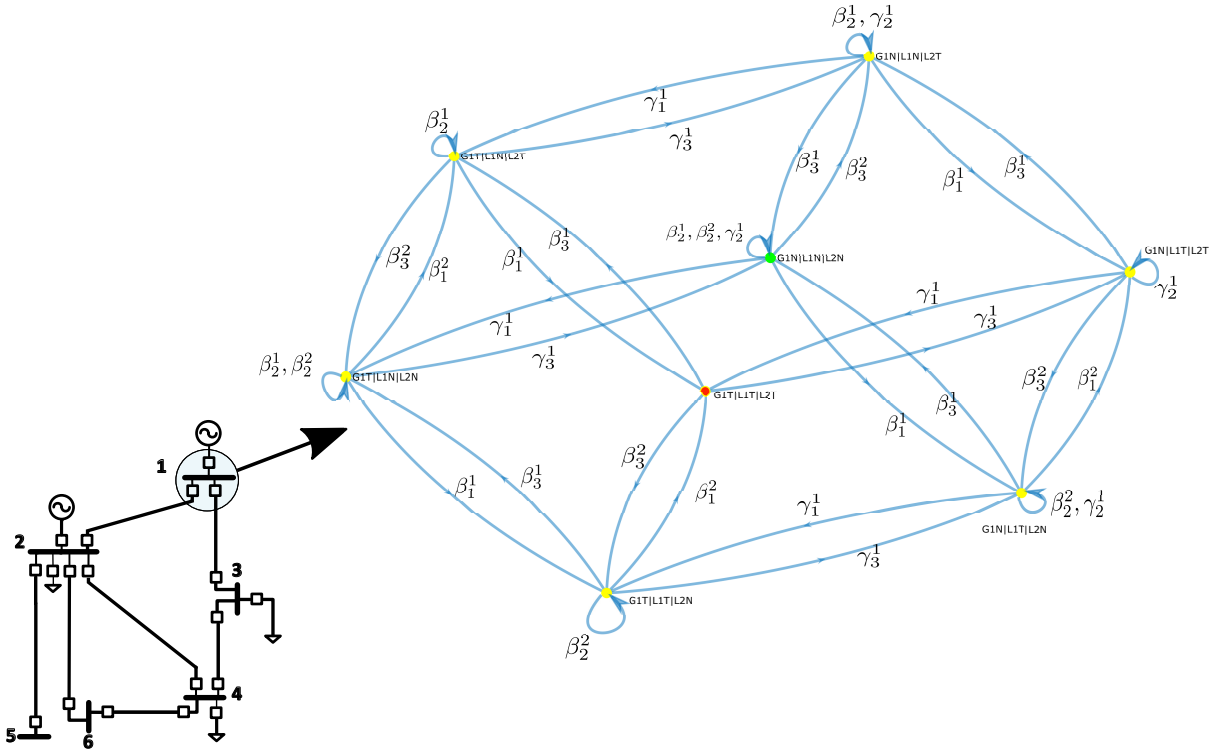 β₂¹, γ₂¹
G1N|L1N|L2T
γ₁¹
β₂¹
γ₃¹
G1T|L1N|L2T
β₃¹
β₃²
β₁¹
β₃¹
β₂¹, β₂², γ₂¹
β₃¹
β₁¹
β₃²
β₁²
G1N|L1N|L2N
G1N|L1T|L2T
γ₂¹
γ₁¹
γ₁¹
γ₃¹
γ₃¹
β₂¹, β₂²
G1T|L1N|L2N
G1T|L1T|L2T
β₃²
β₁²
β₃¹
β₁¹
β₃²
β₁¹
β₃¹
β₁²
γ₁¹
β₂², γ₂¹
G1N|L1T|L2N
γ₃¹
G1T|L1T|L2N
β₂²
1
2
3
4
5
6